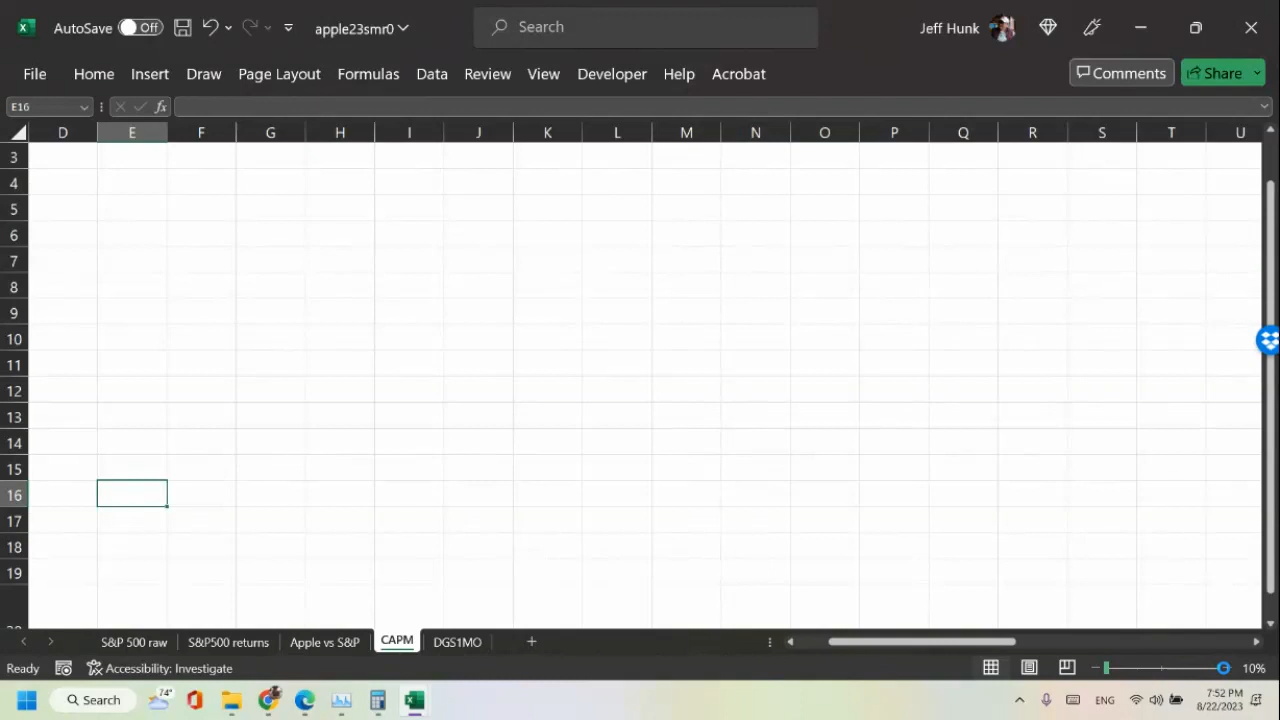 AutoSave Off apple23smr0 Search Jeff Hunk
File Home Insert Draw Page Layout Formulas Data Review View Developer Help Acrobat Comments Share
E16 fx
D E F G H I J K L M N O P Q R S T U
3
4
5
6
7
8
9
10
11
12
13
14
15
16
17
18
19
S&P 500 raw S&P500 returns Apple vs S&P CAPM DGS1MO
Ready Accessibility: Investigate 10%
74° Search ENG 7:52 PM
8/22/2023